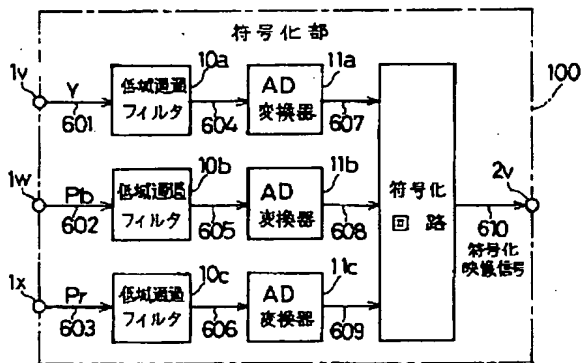 符号化部
100
1v
Y
601
10a
低域通過
フィルタ
604
11a
AD
変換器
607
1w
Pb
602
10b
低域通過
フィルタ
605
11b
AD
変換器
608
1x
Pr
603
10c
低域通過
フィルタ
606
11c
AD
変換器
609
符号化
回路
2v
610
符号化
映像信号